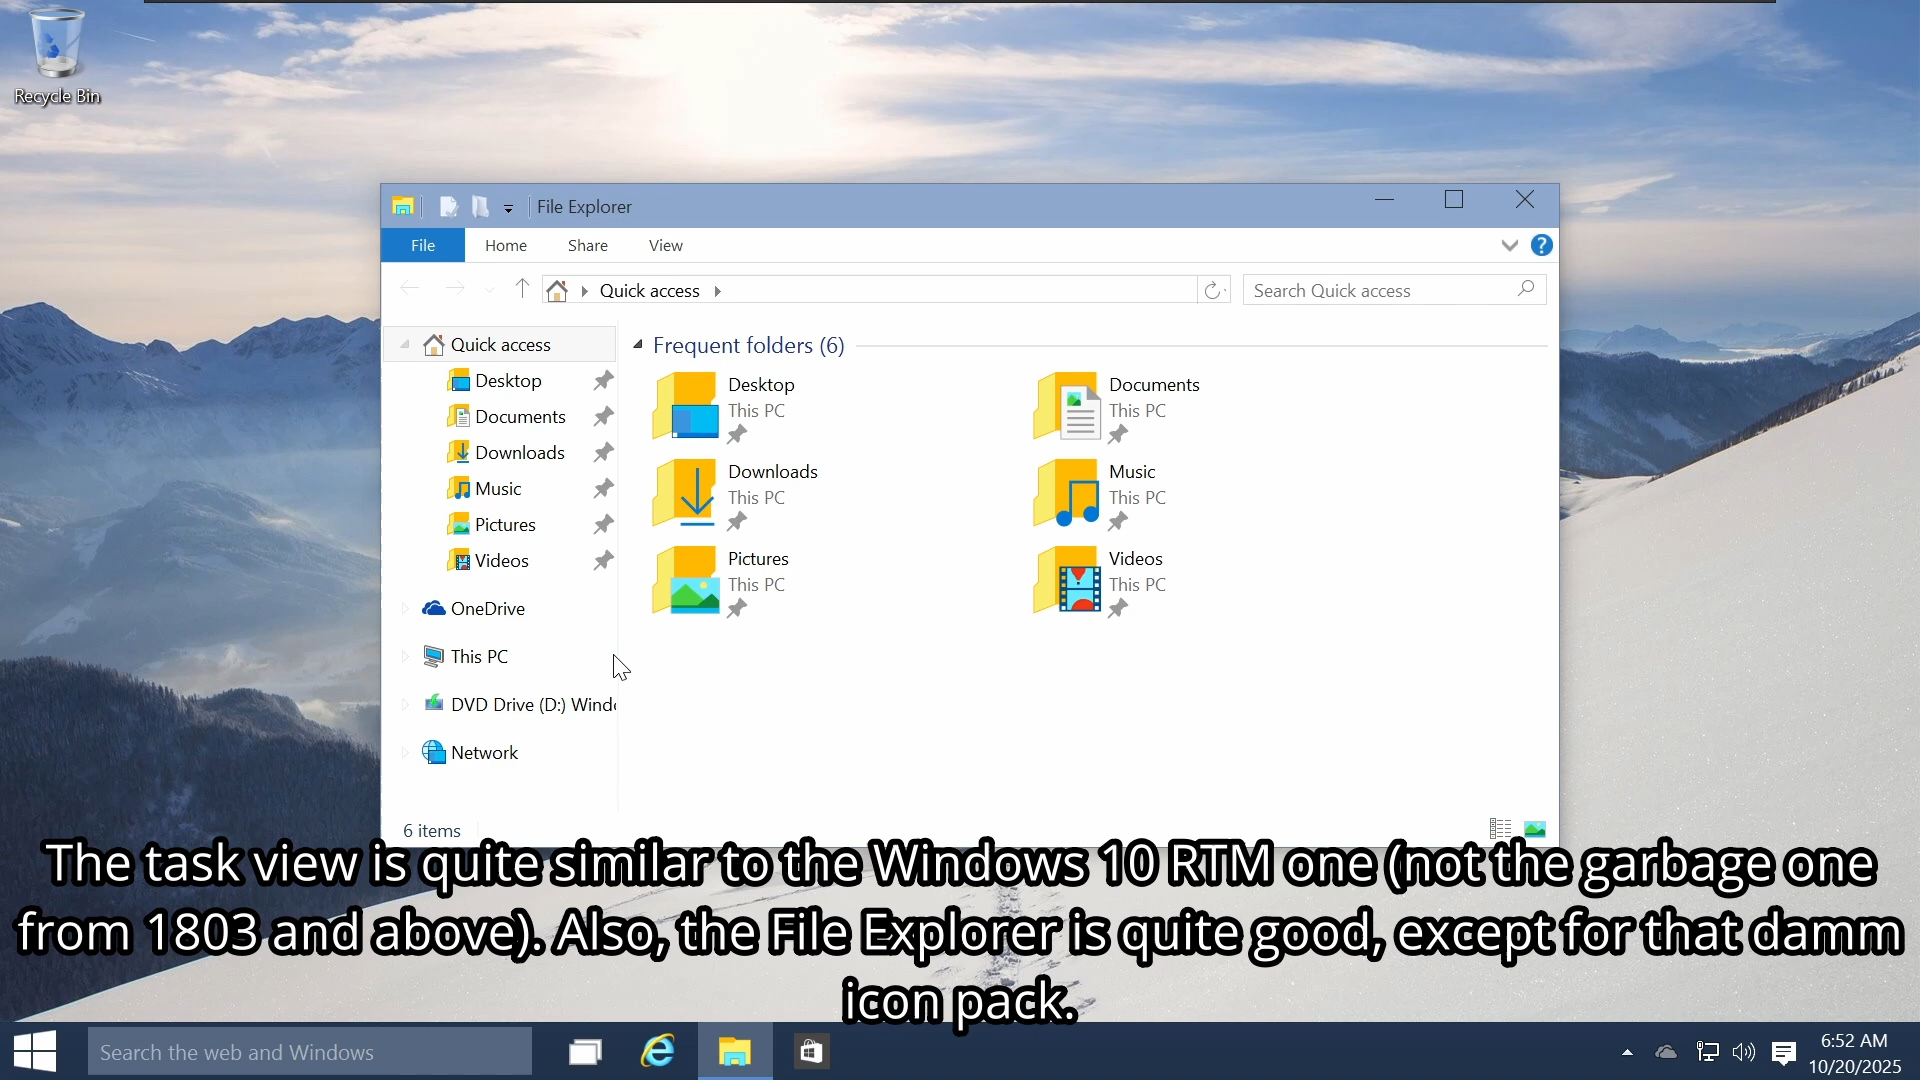 Recycle Bin
File Explorer
File Home Share View
Quick access
Search Quick access
Quick access
Desktop
Documents
Downloads
Music
Pictures
Videos
OneDrive
This PC
DVD Drive (D:) Windo
Network
Frequent folders (6)
Desktop
This PC
Documents
This PC
Downloads
This PC
Music
This PC
Pictures
This PC
Videos
This PC
6 items
The task view is quite similar to the Windows 10 RTM one (not the garbage one
from 1803 and above). Also, the File Explorer is quite good, except for that damm
icon pack.
Search the web and Windows
6:52 AM
10/20/2025